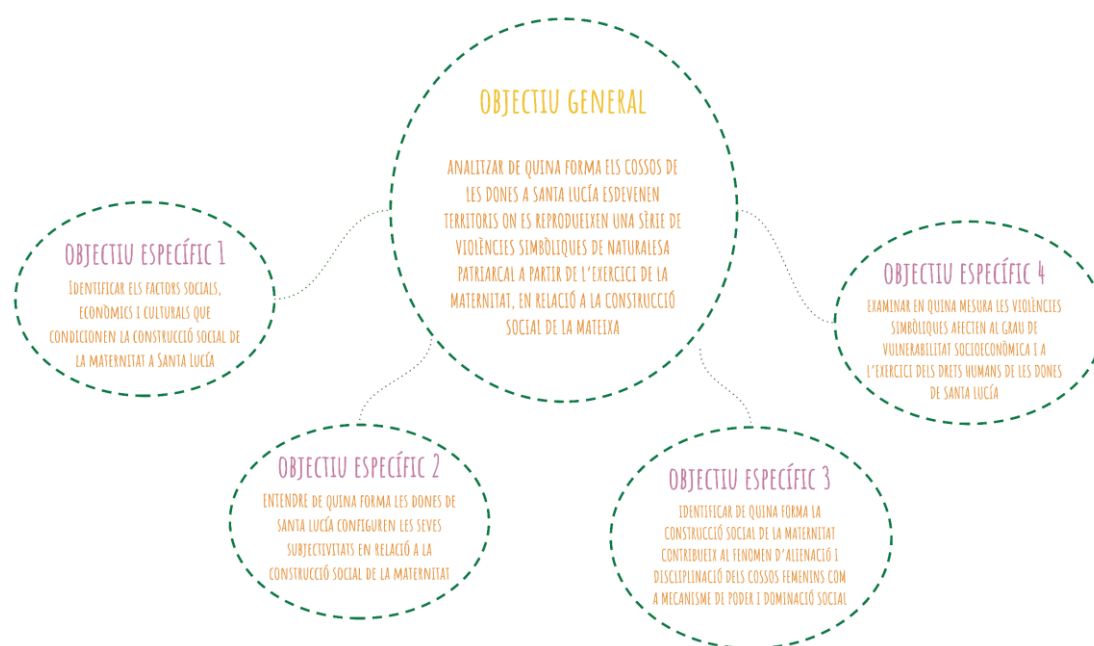 OBJECTIU GENERAL
ANALITZAR DE QUINA FORMA ELS COSSOS DE
LES DONES A SANTA LUCÍA ESDEVENEN
TERRITORIS ON ES REPRODUEIXEN UNA SÈRIE DE
VIOLÈNCIES SIMBÒLIQUES DE NATURALESA
PATRIARCAL A PARTIR DE L'EXERCICI DE LA
MATERNITAT, EN RELACIÓ A LA CONSTRUCCIÓ
SOCIAL DE LA MATEIXA
OBJECTIU ESPECÍFIC 1
IDENTIFICAR ELS FACTORS SOCIALS,
ECONÒMICS I CULTURALS QUE
CONDICIONEN LA CONSTRUCCIÓ SOCIAL DE
LA MATERNITAT A SANTA LUCÍA
OBJECTIU ESPECÍFIC 2
ENTENDRE DE QUINA FORMA LES DONES DE
SANTA LUCÍA CONFIGUREN LES SEVES
SUBJECTIVITATS EN RELACIÓ A LA
CONSTRUCCIÓ SOCIAL DE LA MATERNITAT
OBJECTIU ESPECÍFIC 3
IDENTIFICAR DE QUINA FORMA LA
CONSTRUCCIÓ SOCIAL DE LA MATERNITAT
CONTRIBUEIX AL FENOMEN D'ALIENACIÓ I
DISCLIPLINACIÓ DELS COSSOS FEMENINS COM
A MECANISME DE PODER I DOMINACIÓ SOCIAL
OBJECTIU ESPECÍFIC 4
EXAMINAR EN QUINA MESURA LES VIOLÈNCIES
SIMBÒLIQUES AFECTEN AL GRAU DE
VULNERABILITAT SOCIOECONÒMICA I A
L'EXERCICI DELS DRETS HUMANS DE LES DONES
DE SANTA LUCÍA